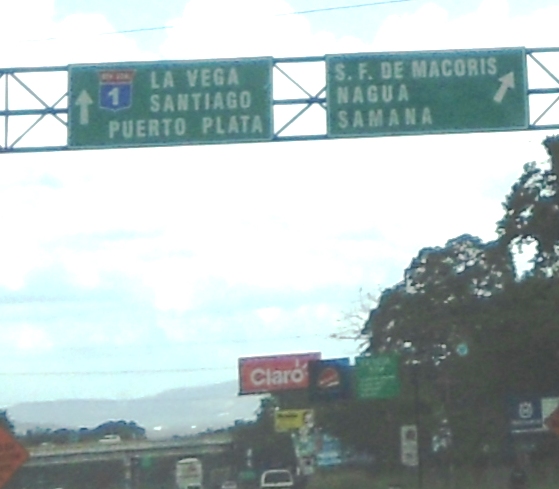 1
LA VEGA
SANTIAGO
PUERTO PLATA
S. F. DE MACORIS
NAGUA
SAMANA
Claro